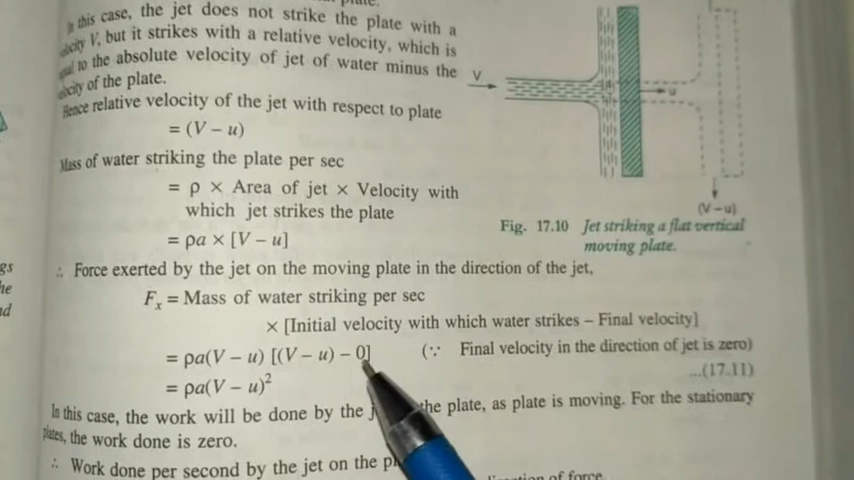 plate.
In this case, the jet does not strike the plate with a
velocity V, but it strikes with a relative velocity, which is
equal to the absolute velocity of jet of water minus the
velocity of the plate.
Hence relative velocity of the jet with respect to plate
= (V – u)
Mass of water striking the plate per sec
= ρ × Area of jet × Velocity with
which jet strikes the plate
= ρa × [V – u]
V
u
(V–u)
Fig. 17.10 Jet striking a flat vertical
moving plate.
∴ Force exerted by the jet on the moving plate in the direction of the jet,
Fx = Mass of water striking per sec
× [Initial velocity with which water strikes – Final velocity]
= ρa(V – u) [(V – u) – 0] (∵ Final velocity in the direction of jet is zero)
= ρa(V – u)² ...(17.11)
In this case, the work will be done by the the plate, as plate is moving. For the stationary
plates, the work done is zero.
∴ Work done per second by the jet on the
of force